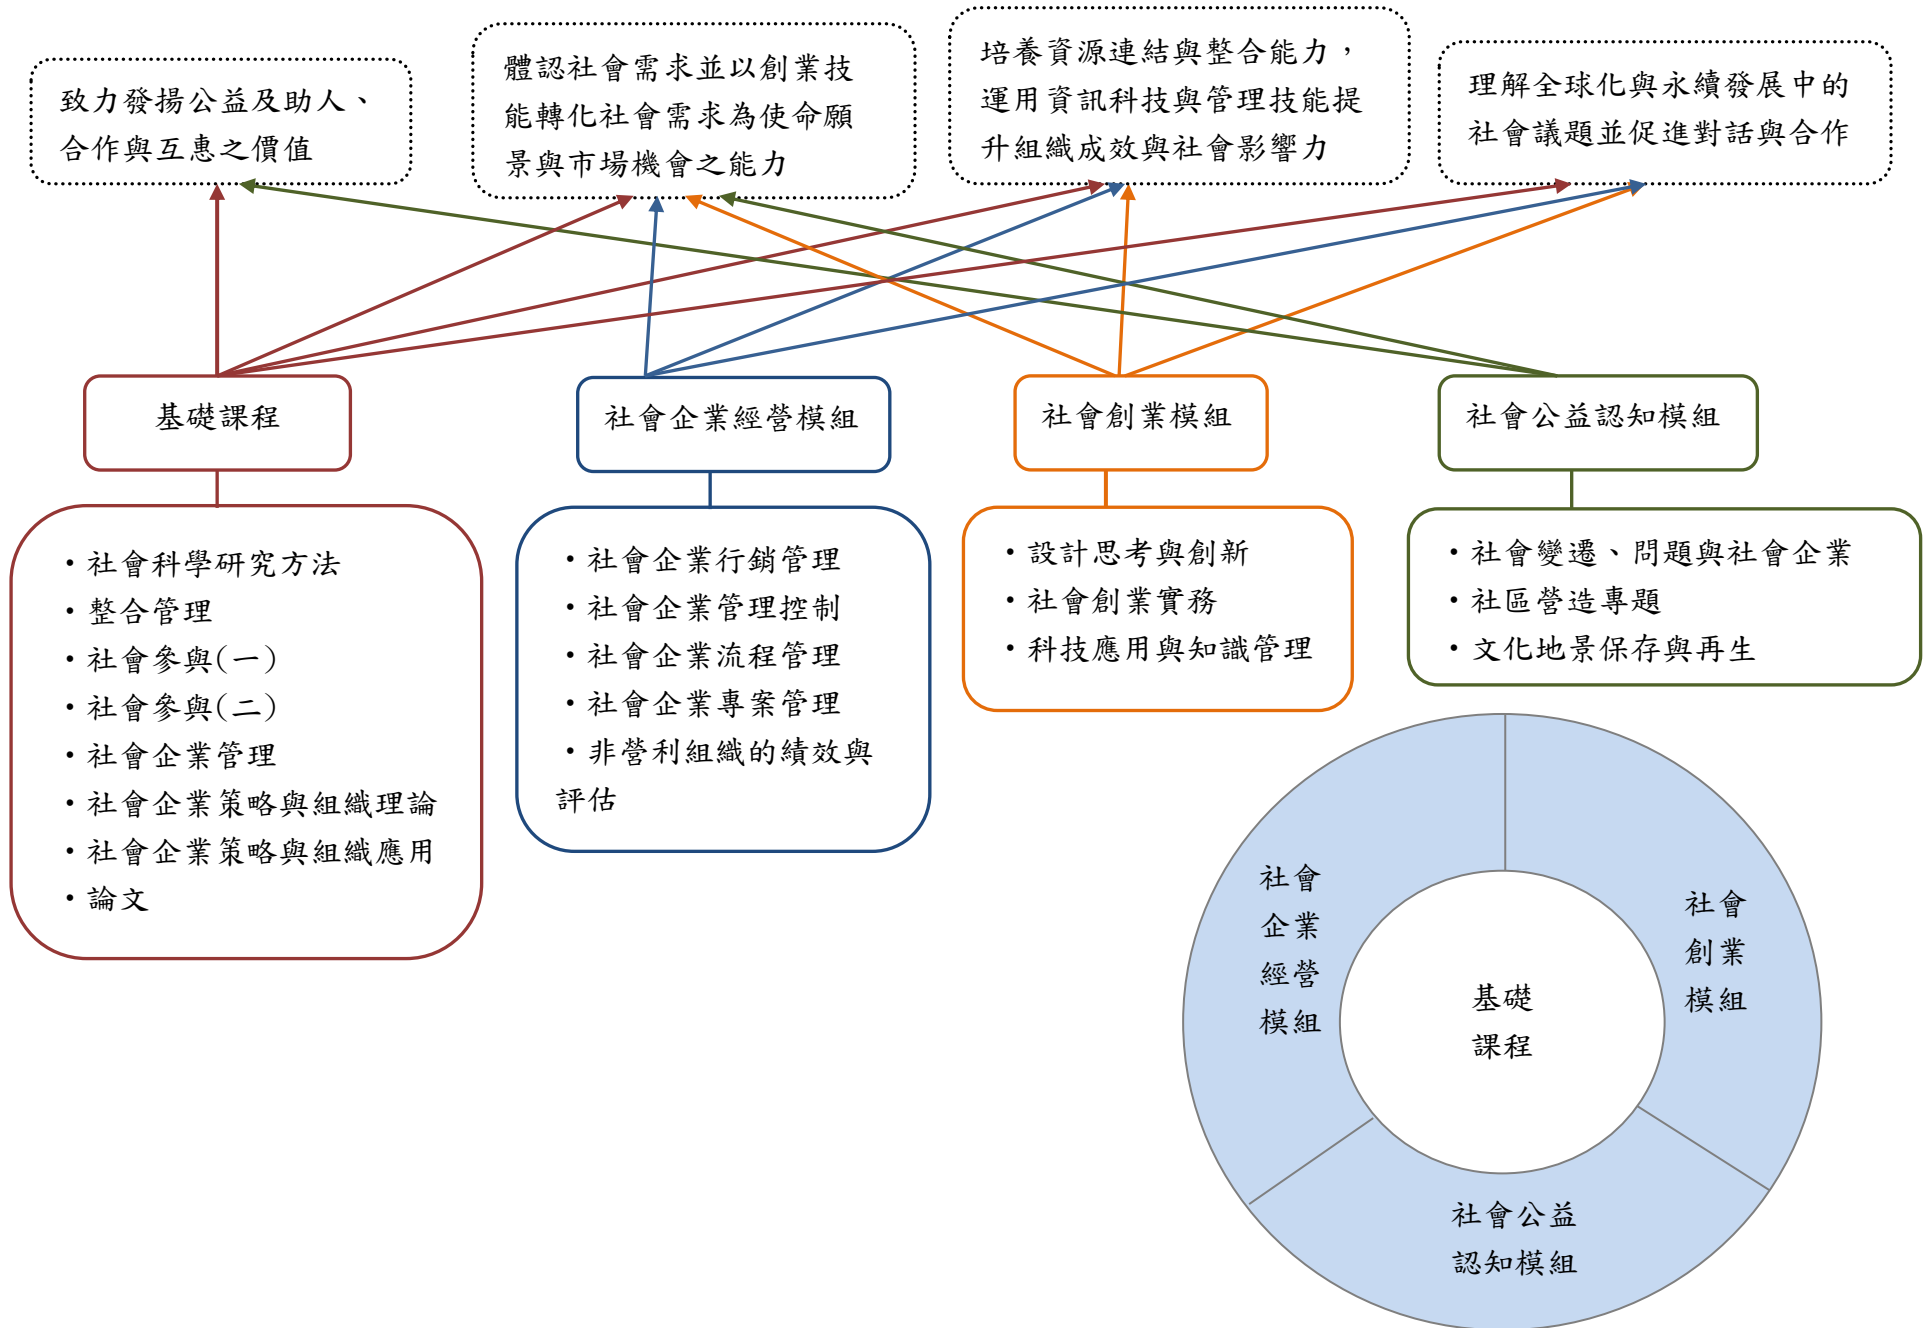 致力發揚公益及助人、
合作與互惠之價值
體認社會需求並以創業技
能轉化社會需求為使命願
景與市場機會之能力
培養資源連結與整合能力，
運用資訊科技與管理技能提
升組織成效與社會影響力
理解全球化與永續發展中的
社會議題並促進對話與合作
基礎課程
社會企業經營模組
社會創業模組
社會公益認知模組
・社會科學研究方法
・整合管理
・社會參與(一)
・社會參與(二)
・社會企業管理
・社會企業策略與組織理論
・社會企業策略與組織應用
・論文
・社會企業行銷管理
・社會企業管理控制
・社會企業流程管理
・社會企業專案管理
・非營利組織的績效與
評估
・設計思考與創新
・社會創業實務
・科技應用與知識管理
・社會變遷、問題與社會企業
・社區營造專題
・文化地景保存與再生
社會
企業
經營
模組
社會
創業
模組
基礎
課程
社會公益
認知模組